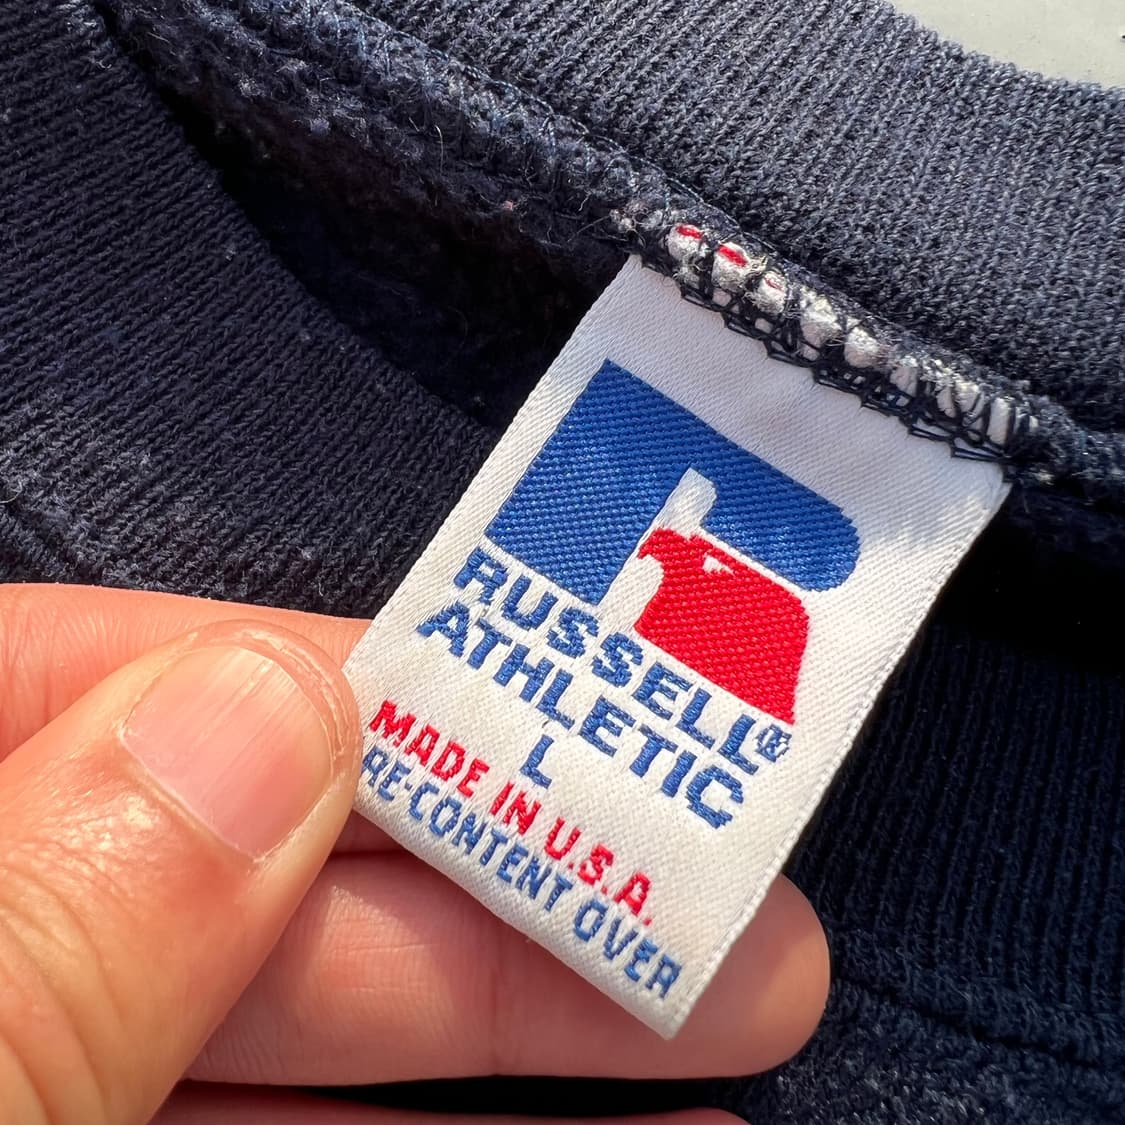 RUSSELL®
ATHLETIC
L
MADE IN U.S.A.
RE-CONTENT OVER